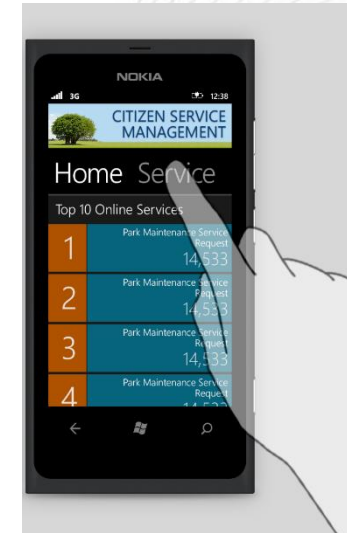 NOKIA
3G 12:38
CITIZEN SERVICE
MANAGEMENT
Home Service
Top 10 Online Services
1
Park Maintenance Service
Request
14,533
2
Park Maintenance Service
Request
14,533
3
Park Maintenance Service
Request
14,533
4
Park Maintenance Service
Request
14,533